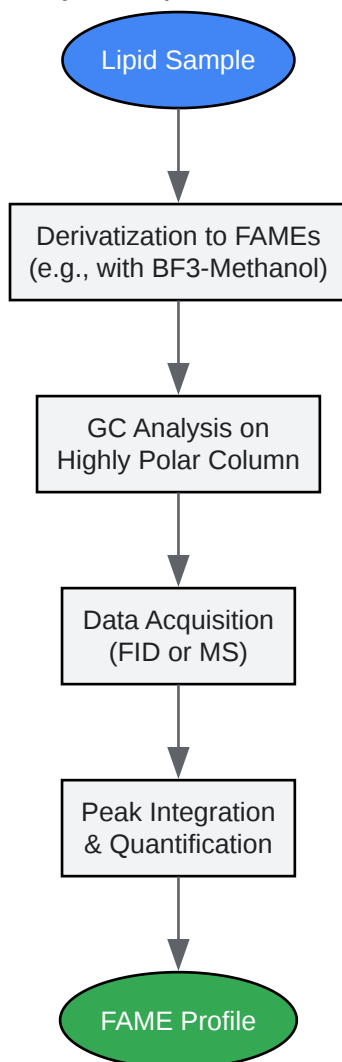 Lipid Sample
Derivatization to FAMEs
(e.g., with BF3-Methanol)
GC Analysis on
Highly Polar Column
Data Acquisition
(FID or MS)
Peak Integration
& Quantification
FAME Profile